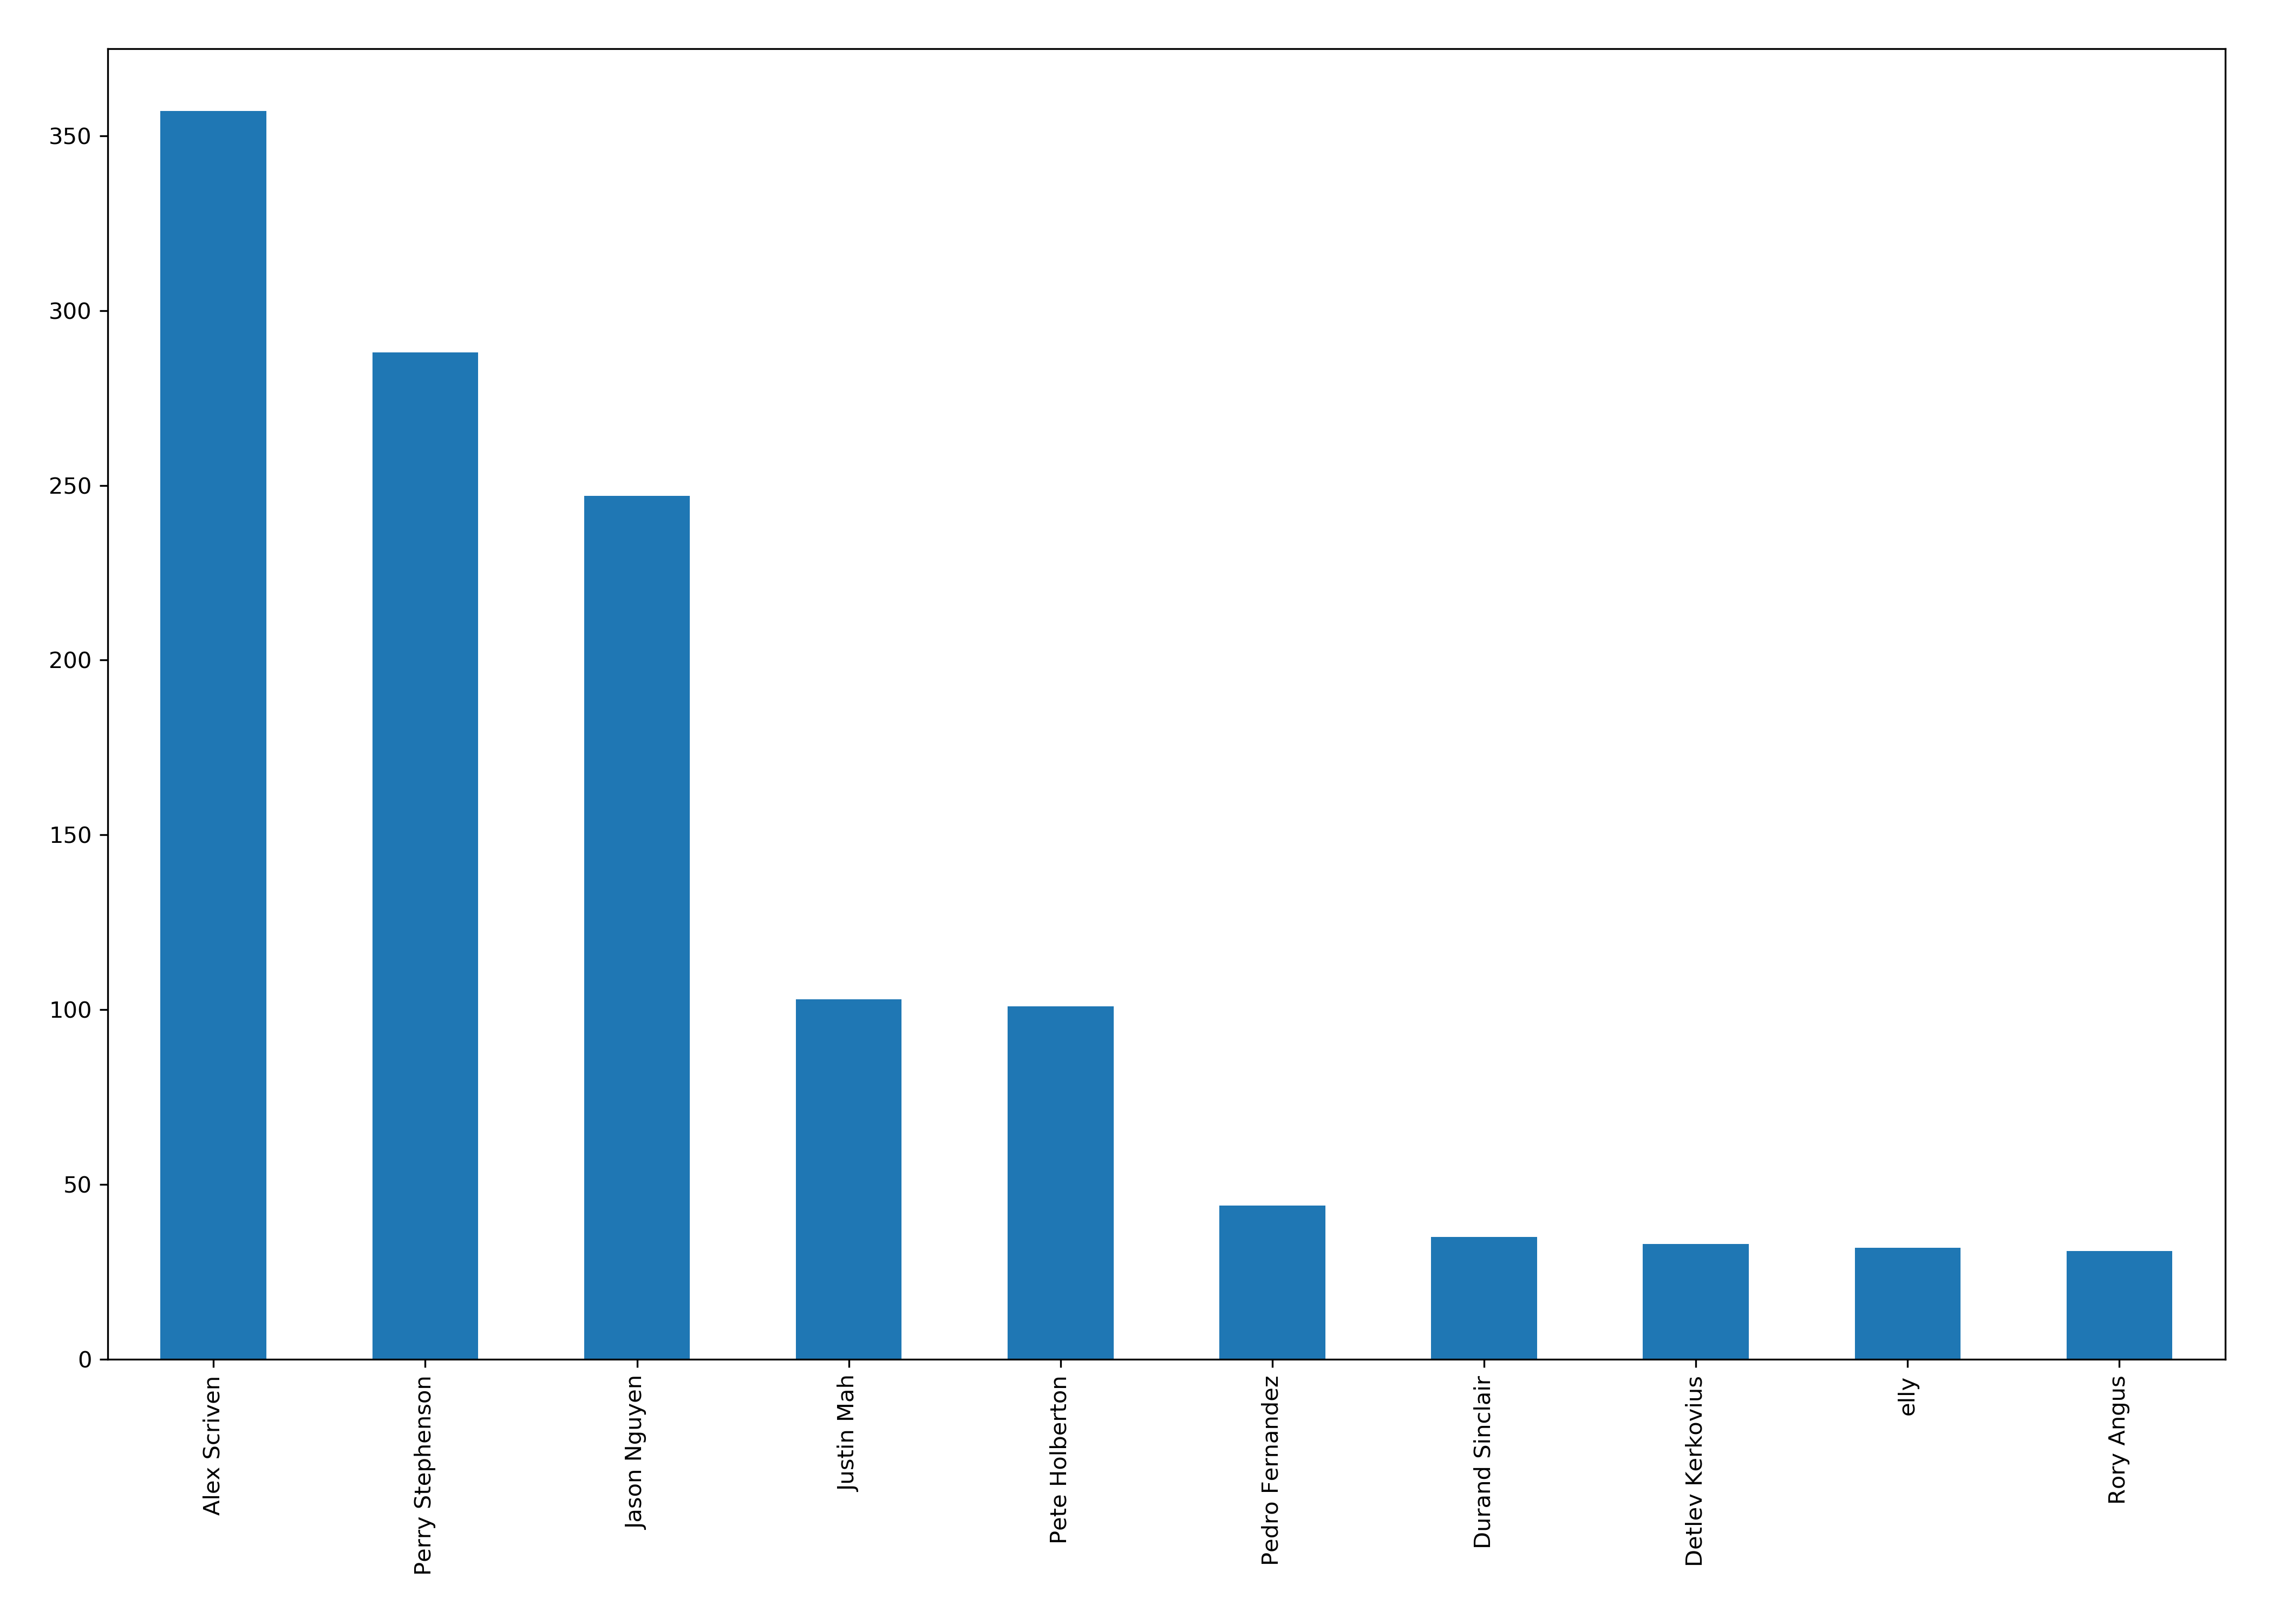 350
300
250
200
150
100
50
0
Alex Scriven
Perry Stephenson
Jason Nguyen
Justin Mah
Pete Holberton
Pedro Fernandez
Durand Sinclair
Detlev Kerkovius
elly
Rory Angus